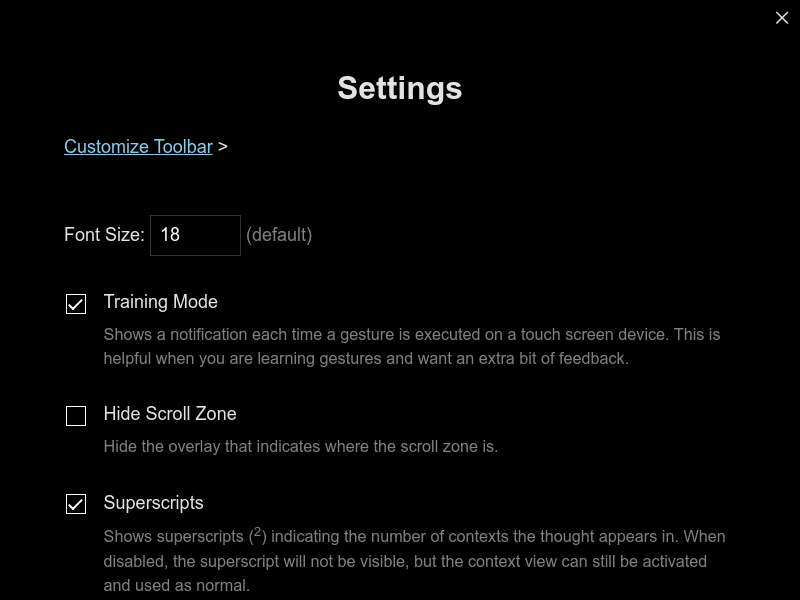 Settings
Customize Toolbar >
Font Size: 18 (default)
Training Mode
Shows a notification each time a gesture is executed on a touch screen device. This is
helpful when you are learning gestures and want an extra bit of feedback.
Hide Scroll Zone
Hide the overlay that indicates where the scroll zone is.
Superscripts
Shows superscripts (²) indicating the number of contexts the thought appears in. When
disabled, the superscript will not be visible, but the context view can still be activated
and used as normal.